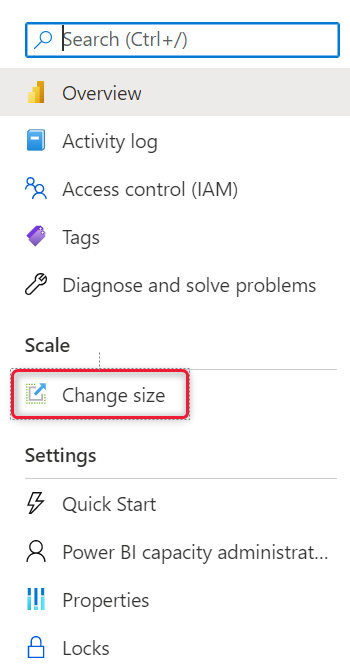 Search (Ctrl+/)
Overview
Activity log
Access control (IAM)
Tags
Diagnose and solve problems
Scale
Change size
Settings
Quick Start
Power BI capacity administrat...
Properties
Locks